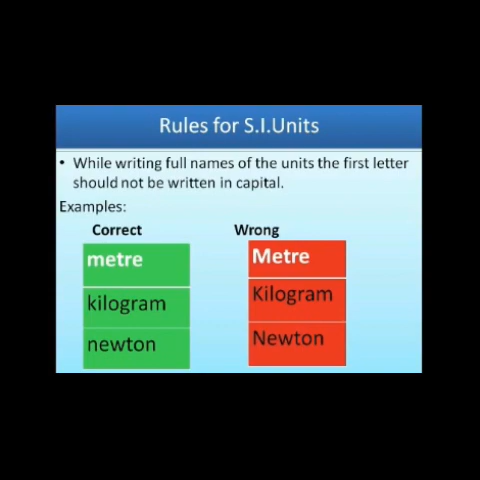 Rules for S.I.Units
• While writing full names of the units the first letter
should not be written in capital.
Examples:
Correct Wrong
metre Metre
kilogram Kilogram
newton Newton